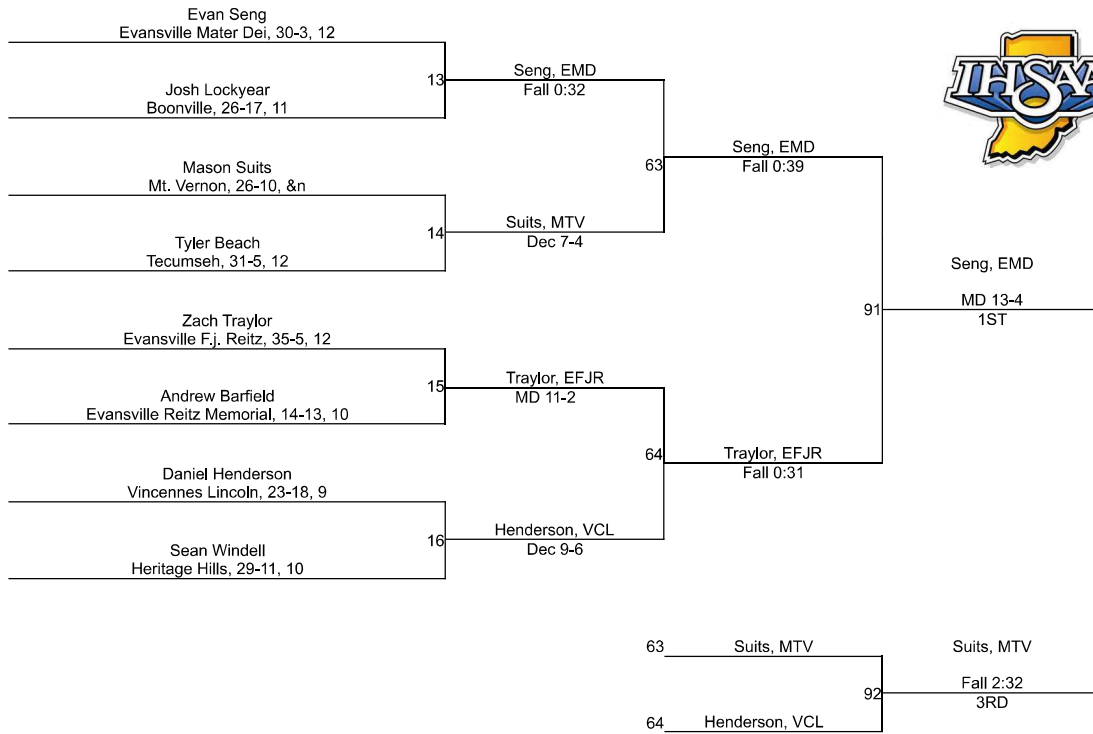 Evan Seng
Evansville Mater Dei, 30-3, 12
13
Seng, EMD
Fall 0:32
Josh Lockyear
Boonville, 26-17, 11
IHSAA
63
Seng, EMD
Fall 0:39
Mason Suits
Mt. Vernon, 26-10, &n
14
Suits, MTV
Dec 7-4
Tyler Beach
Tecumseh, 31-5, 12
91
Seng, EMD
MD 13-4
1ST
Zach Traylor
Evansville F.j. Reitz, 35-5, 12
15
Traylor, EFJR
MD 11-2
Andrew Barfield
Evansville Reitz Memorial, 14-13, 10
64
Traylor, EFJR
Fall 0:31
Daniel Henderson
Vincennes Lincoln, 23-18, 9
16
Henderson, VCL
Dec 9-6
Sean Windell
Heritage Hills, 29-11, 10
63
Suits, MTV
92
Suits, MTV
Fall 2:32
3RD
64
Henderson, VCL